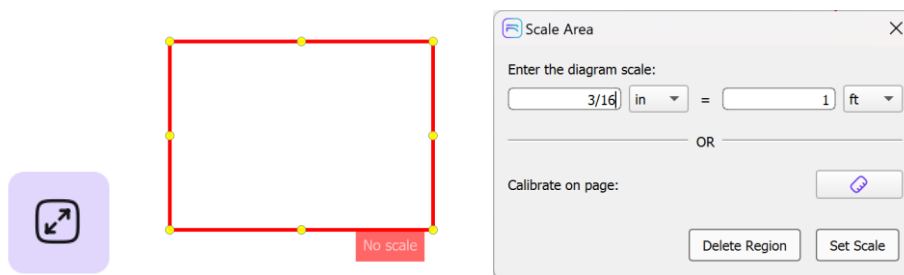 No scale
Scale Area
Enter the diagram scale:
3/16 in = 1 ft
OR
Calibrate on page:
Delete Region Set Scale